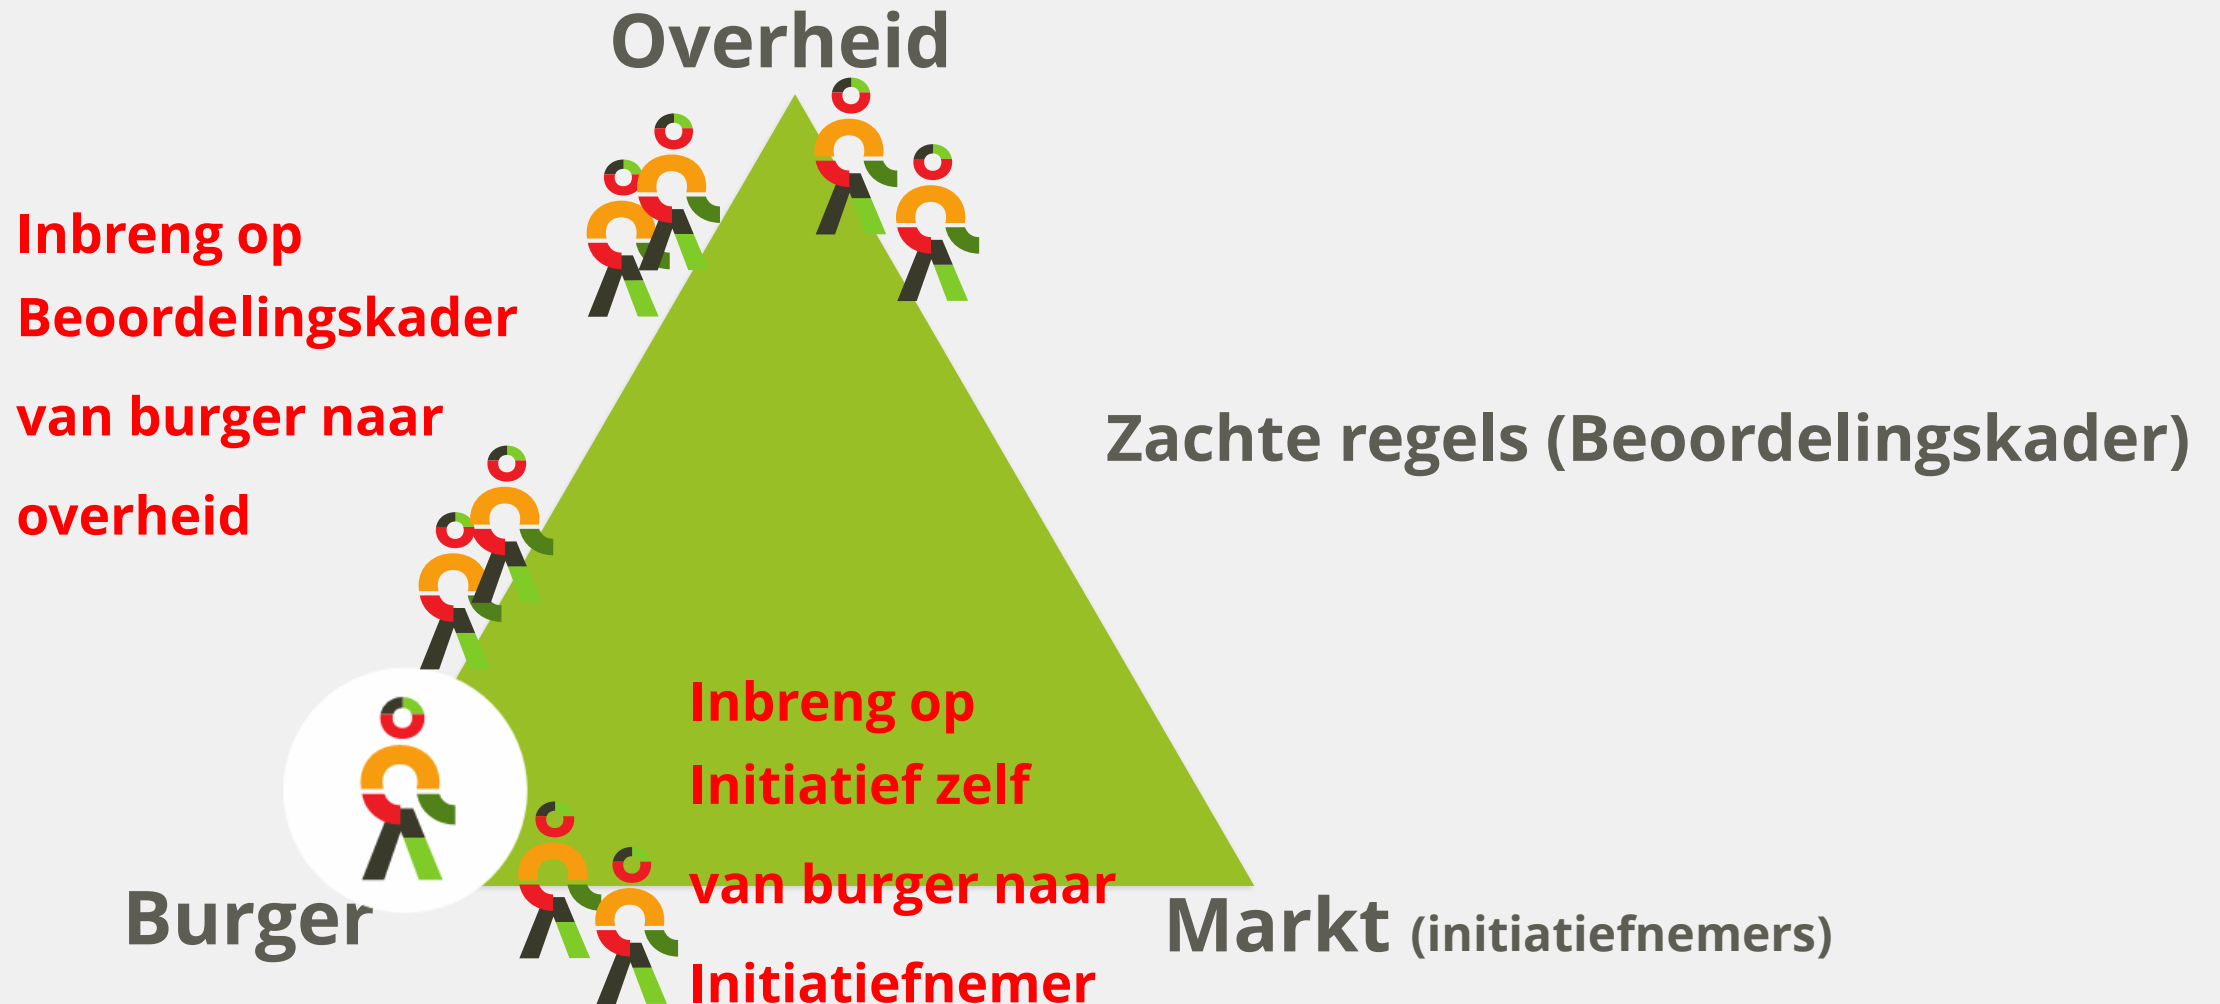 Overheid
Inbreng op
Beoordelingskader
van burger naar
overheid
Zachte regels (Beoordelingskader)
Inbreng op
Initiatief zelf
van burger naar
Initiatiefnemer
Burger
Markt (initiatiefnemers)